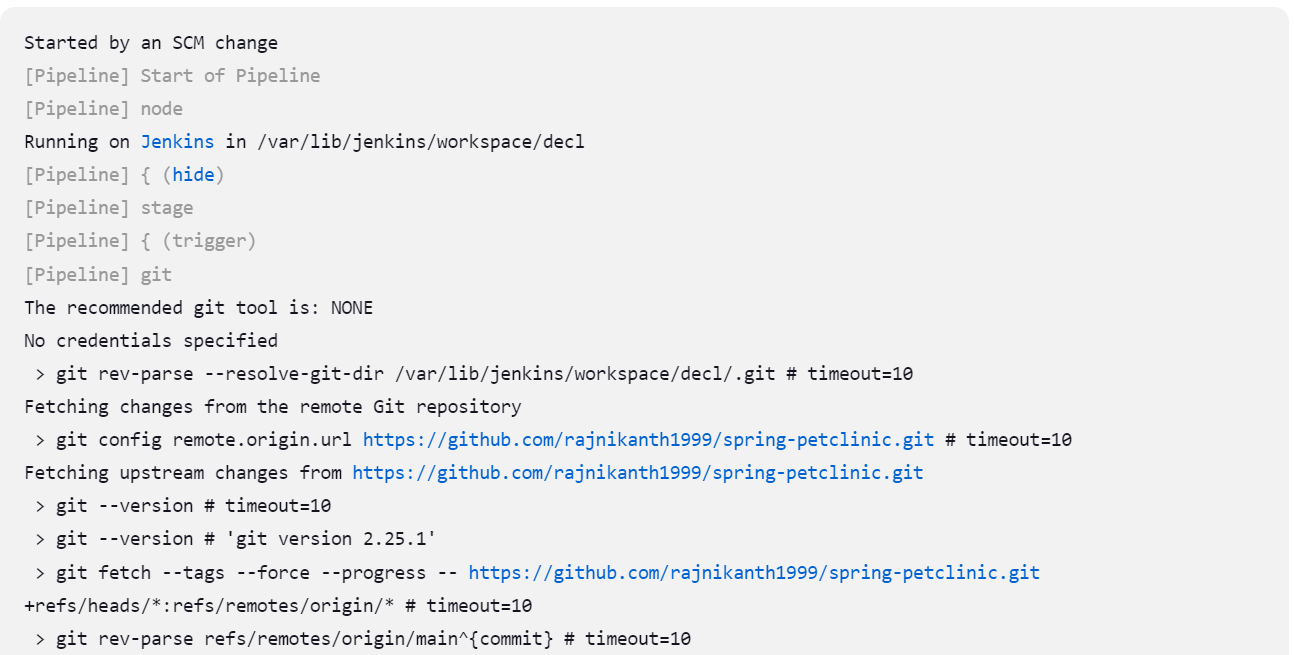 Started by an SCM change
[Pipeline] Start of Pipeline
[Pipeline] node
Running on Jenkins in /var/lib/jenkins/workspace/decl
[Pipeline] { (hide)
[Pipeline] stage
[Pipeline] { (trigger)
[Pipeline] git
The recommended git tool is: NONE
No credentials specified
 > git rev-parse --resolve-git-dir /var/lib/jenkins/workspace/decl/.git # timeout=10
Fetching changes from the remote Git repository
 > git config remote.origin.url https://github.com/rajnikanth1999/spring-petclinic.git # timeout=10
Fetching upstream changes from https://github.com/rajnikanth1999/spring-petclinic.git
 > git --version # timeout=10
 > git --version # 'git version 2.25.1'
 > git fetch --tags --force --progress -- https://github.com/rajnikanth1999/spring-petclinic.git
+refs/heads/*:refs/remotes/origin/* # timeout=10
 > git rev-parse refs/remotes/origin/main^{commit} # timeout=10